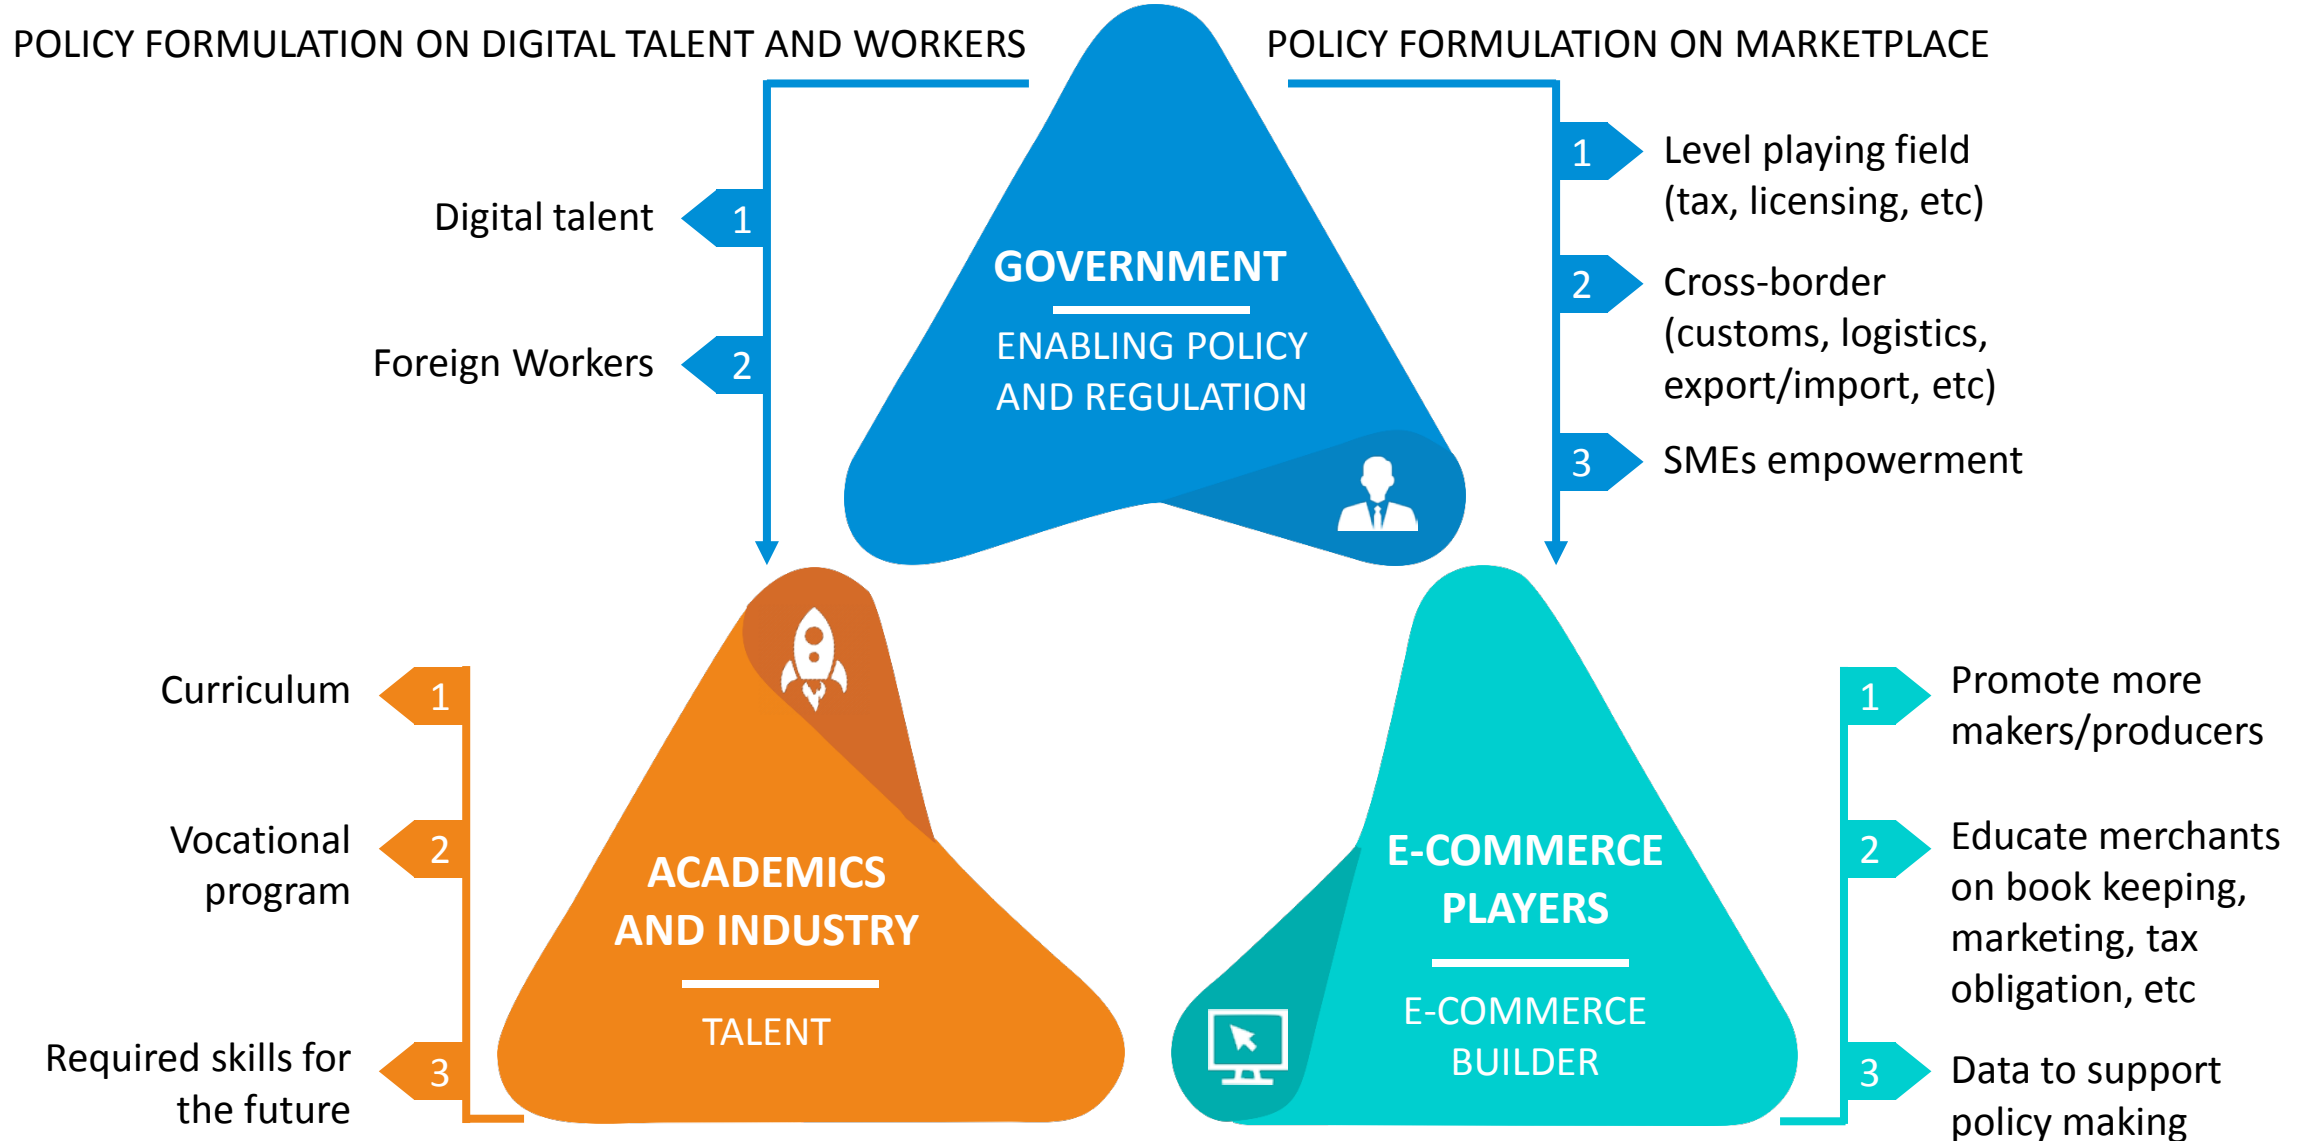 POLICY FORMULATION ON DIGITAL TALENT AND WORKERS
POLICY FORMULATION ON MARKETPLACE
1
Digital talent
2
Foreign Workers
GOVERNMENT
ENABLING POLICY
AND REGULATION
1
Level playing field
(tax, licensing, etc)
2
Cross-border
(customs, logistics,
export/import, etc)
3
SMEs empowerment
1
Curriculum
2
Vocational
program
3
Required skills for
the future
ACADEMICS
AND INDUSTRY
TALENT
E-COMMERCE
PLAYERS
E-COMMERCE
BUILDER
1
Promote more
makers/producers
2
Educate merchants
on book keeping,
marketing, tax
obligation, etc
3
Data to support
policy making